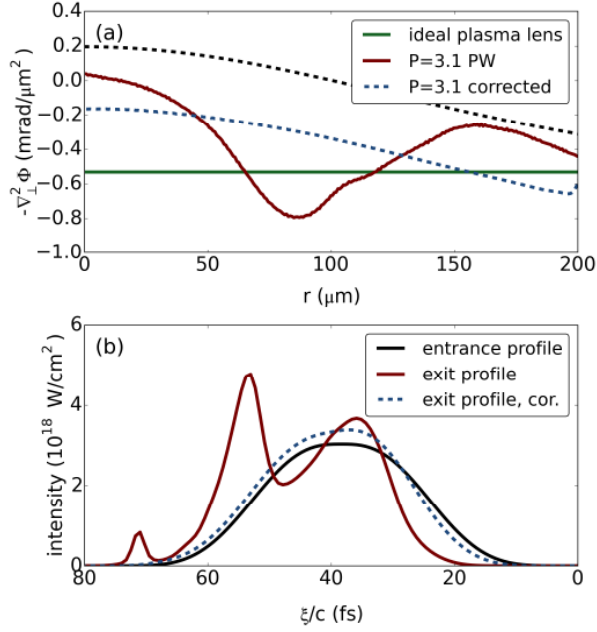 (a)
ideal plasma lens
P=3.1 PW
P=3.1 corrected
0.4
0.2
0.0
−0.2
−0.4
−0.6
−0.8
−1.0
-∇²⊥Φ (mrad/μm²)
0
50
100
150
200
r (μm)
(b)
entrance profile
exit profile
exit profile, cor.
6
4
2
0
intensity (10¹⁸ W/cm²)
80
60
40
20
0
ξ/c (fs)